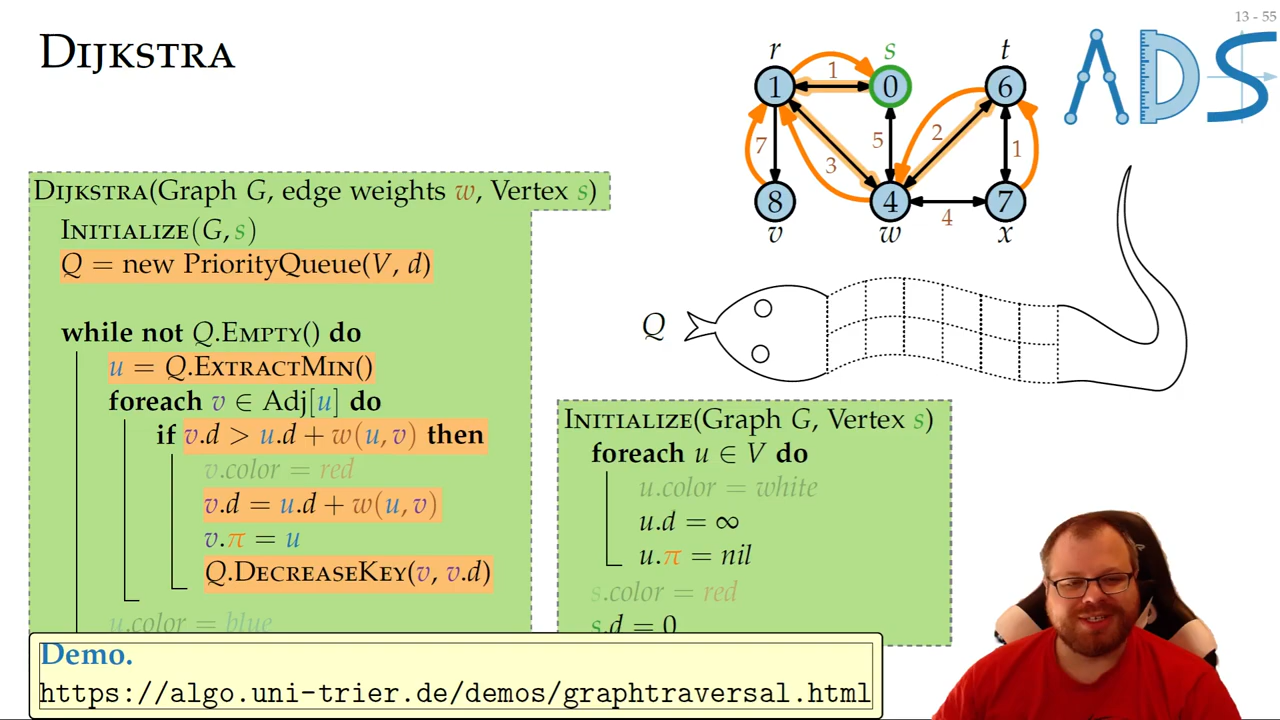 13 - 55
DIJKSTRA
ADS
r s t
1 1 0 6
7 3 5 2 1
8 4 4 7
v w x
DIJKSTRA(Graph G, edge weights w, Vertex s)
INITIALIZE(G, s)
Q = new PriorityQueue(V, d)
while not Q.EMPTY() do
u = Q.EXTRACTMIN()
foreach v ∈ Adj[u] do
if v.d > u.d + w(u, v) then
v.color = red
v.d = u.d + w(u, v)
v.π = u
Q.DECREASEKEY(v, v.d)
u.color = blue
Q
INITIALIZE(Graph G, Vertex s)
foreach u ∈ V do
u.color = white
u.d = ∞
u.π = nil
s.color = red
s.d = 0
Demo.
https://algo.uni-trier.de/demos/graphtraversal.html